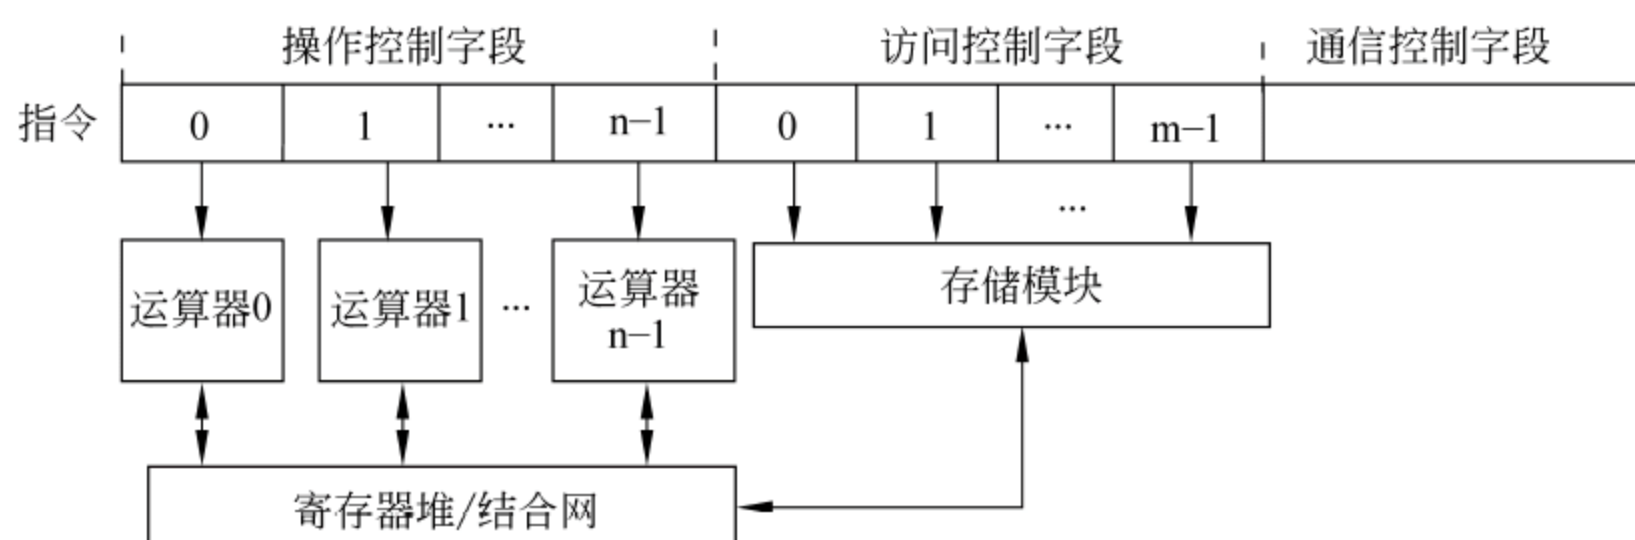 操作控制字段 访问控制字段 通信控制字段
指令 0 1 ··· n−1 0 1 ··· m−1
···
运算器0 运算器1 ··· 运算器 n−1 存储模块
寄存器堆/结合网